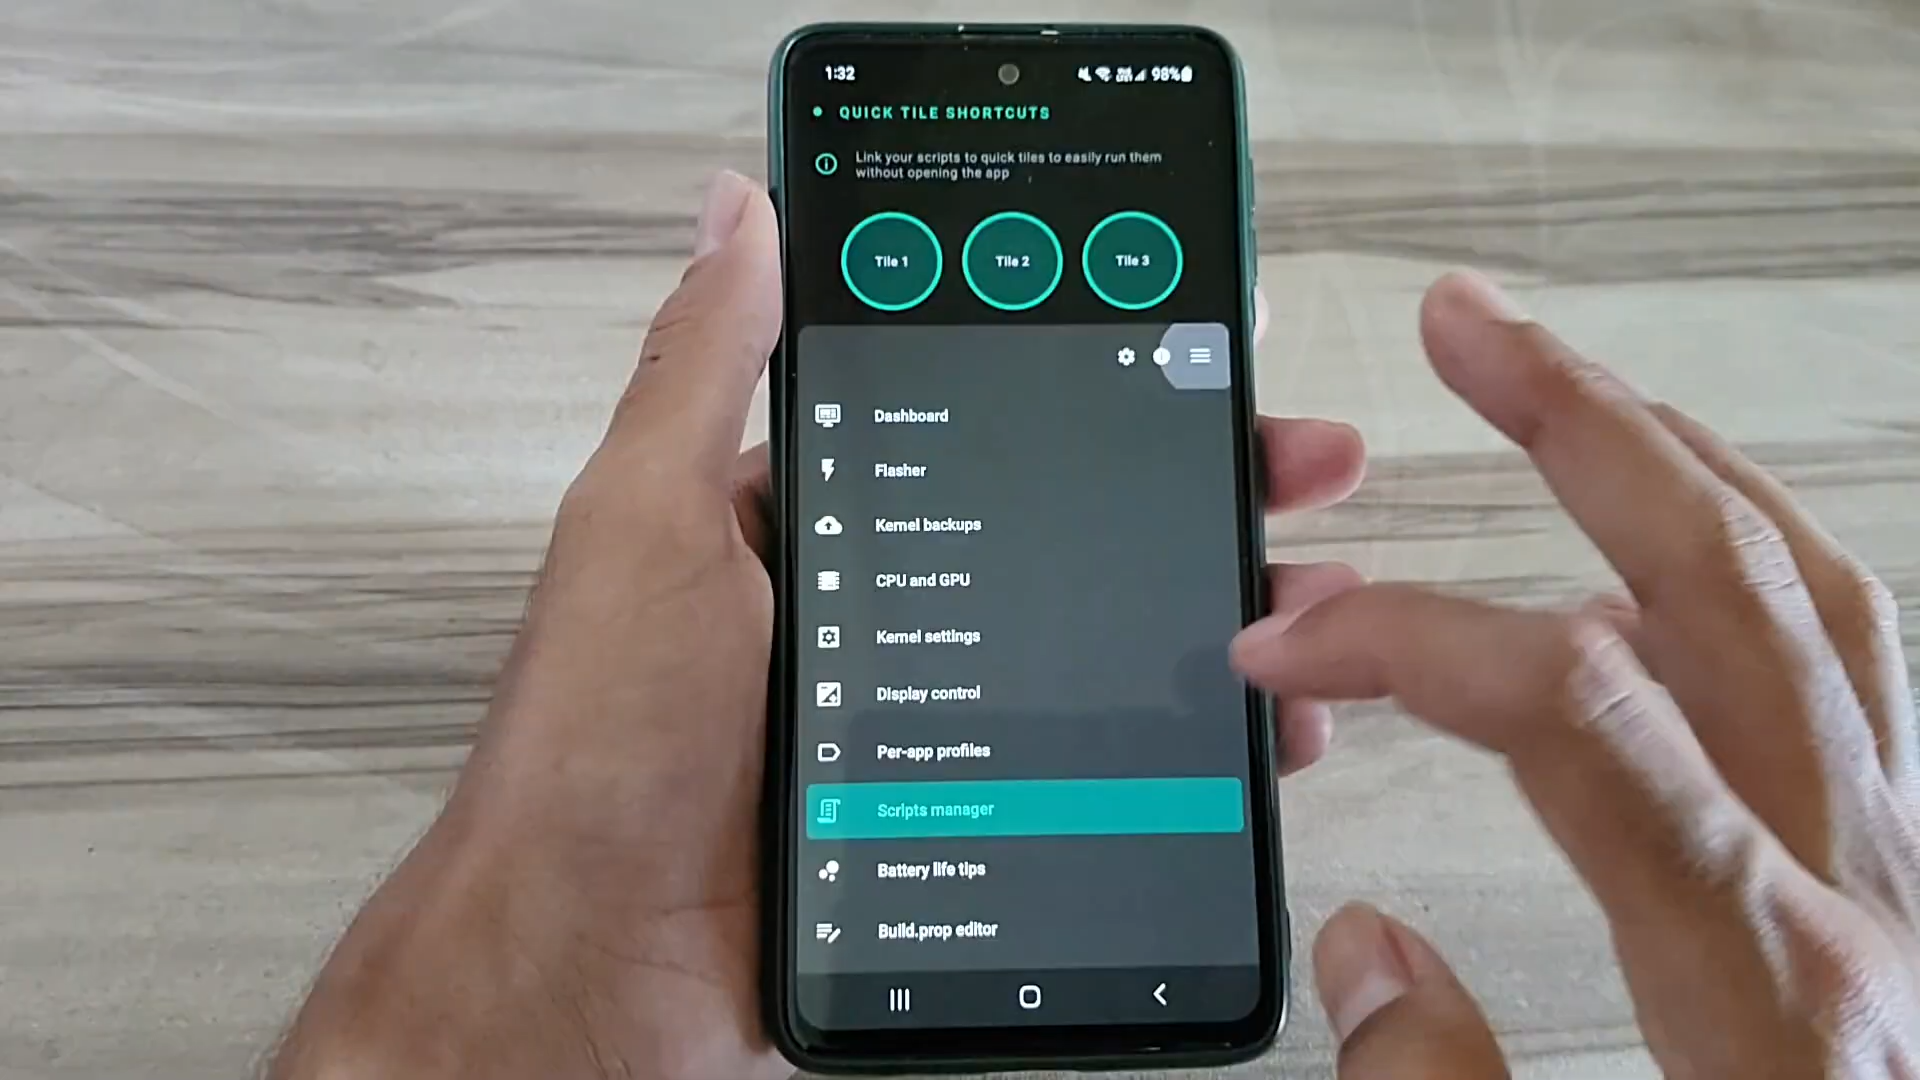 1:32
98%
QUICK TILE SHORTCUTS
Link your scripts to quick tiles to easily run them
without opening the app
Tile 1
Tile 2
Tile 3
Dashboard
Flasher
Kernel backups
CPU and GPU
Kernel settings
Display control
Per-app profiles
Scripts manager
Battery life tips
Build.prop editor